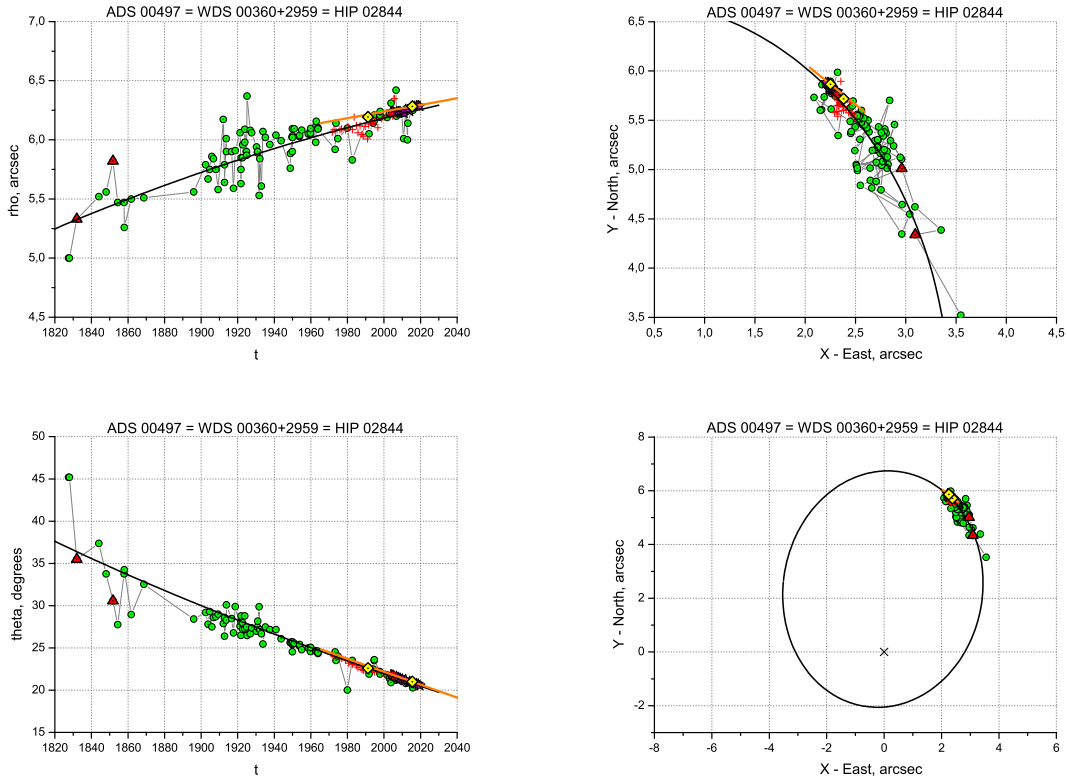 ADS 00497 = WDS 00360+2959 = HIP 02844
7,0
6,5
6,0
5,5
5,0
4,5
rho, arcsec
1820 1840 1860 1880 1900 1920 1940 1960 1980 2000 2020 2040
t
ADS 00497 = WDS 00360+2959 = HIP 02844
6,5
6,0
5,5
5,0
4,5
4,0
3,5
Y - North, arcsec
0,5 1,0 1,5 2,0 2,5 3,0 3,5 4,0 4,5
X - East, arcsec
ADS 00497 = WDS 00360+2959 = HIP 02844
50
45
40
35
30
25
20
15
theta, degrees
1820 1840 1860 1880 1900 1920 1940 1960 1980 2000 2020 2040
t
ADS 00497 = WDS 00360+2959 = HIP 02844
8
6
4
2
0
-2
Y - North, arcsec
-8 -6 -4 -2 0 2 4 6
X - East, arcsec